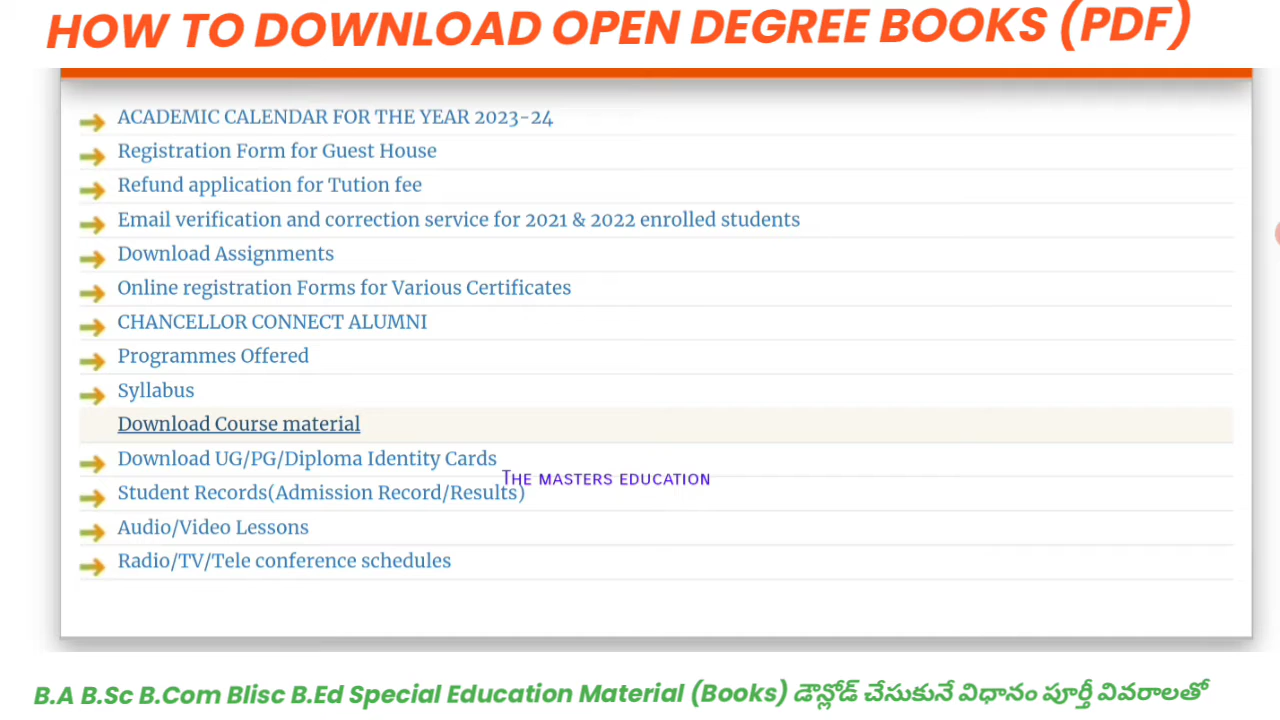 HOW TO DOWNLOAD OPEN DEGREE BOOKS (PDF)
ACADEMIC CALENDAR FOR THE YEAR 2023-24
Registration Form for Guest House
Refund application for Tution fee
Email verification and correction service for 2021 & 2022 enrolled students
Download Assignments
Online registration Forms for Various Certificates
CHANCELLOR CONNECT ALUMNI
Programmes Offered
Syllabus
Download Course material
Download UG/PG/Diploma Identity Cards
THE MASTERS EDUCATION
Student Records(Admission Record/Results)
Audio/Video Lessons
Radio/TV/Tele conference schedules
B.A B.Sc B.Com Blisc B.Ed Special Education Material (Books) డౌన్లోడ్ చేసుకునే విధానం పూర్తి వివరాలతో